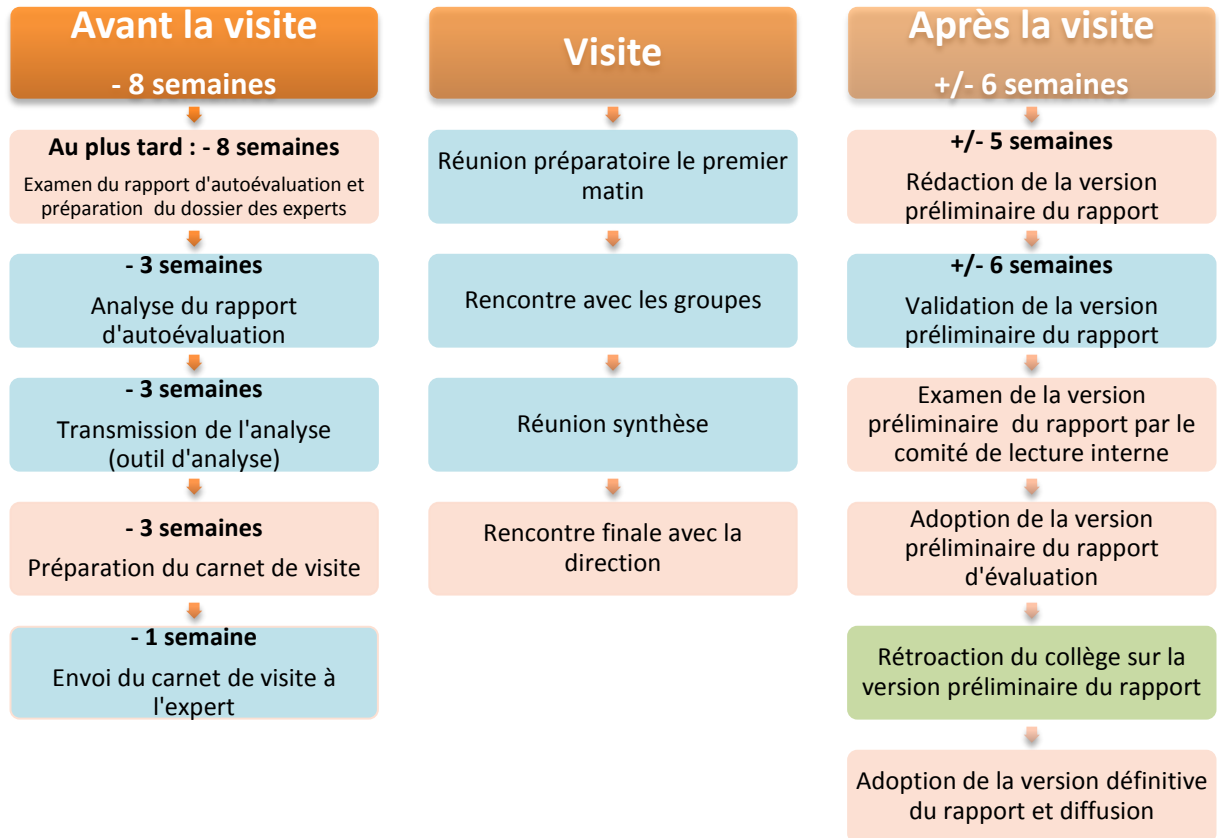 Avant la visite
- 8 semaines
Au plus tard : - 8 semaines
Examen du rapport d'autoévaluation et
préparation du dossier des experts
- 3 semaines
Analyse du rapport
d'autoévaluation
- 3 semaines
Transmission de l'analyse
(outil d'analyse)
- 3 semaines
Préparation du carnet de visite
- 1 semaine
Envoi du carnet de visite à
l'expert
Visite
Réunion préparatoire le premier
matin
Rencontre avec les groupes
Réunion synthèse
Rencontre finale avec la
direction
Après la visite
+/- 6 semaines
+/- 5 semaines
Rédaction de la version
préliminaire du rapport
+/- 6 semaines
Validation de la version
préliminaire du rapport
Examen de la version
préliminaire du rapport par le
comité de lecture interne
Adoption de la version
préliminaire du rapport
d'évaluation
Rétroaction du collège sur la
version préliminaire du rapport
Adoption de la version définitive
du rapport et diffusion